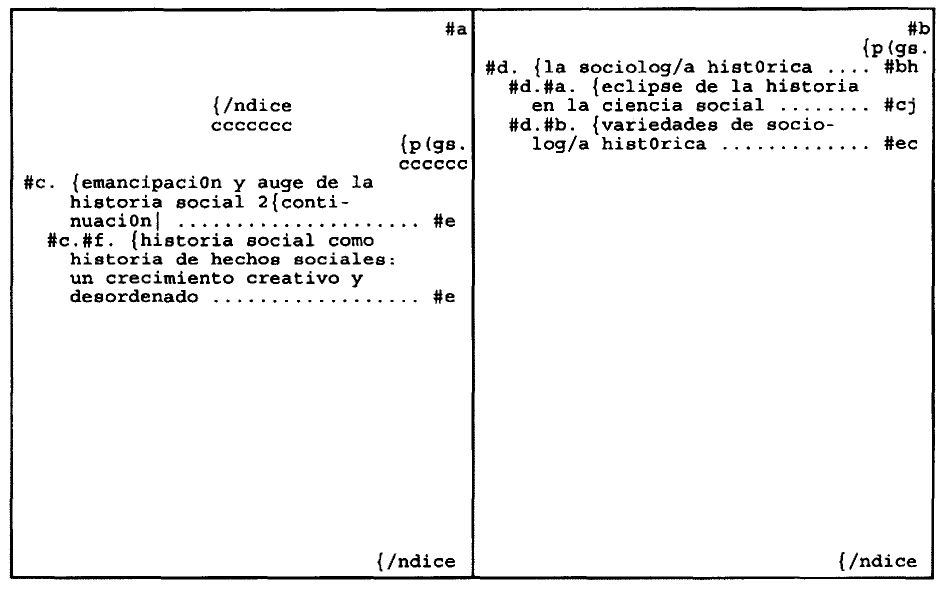 #a
{/ndice
ccccccc
{p(gs.
cccccc
#c. {emancipaci0n y auge de la
historia social 2{conti-
nuaci0n| ..................... #e
#c.#f. {historia social como
historia de hechos sociales:
un crecimiento creativo y
desordenado .................. #e
{/ndice
#b
{p(gs.
#d. {la sociolog/a hist0rica .... #bh
#d.#a. {eclipse de la historia
en la ciencia social ........ #cj
#d.#b. {variedades de socio-
log/a hist0rica ............. #ec
{/ndice